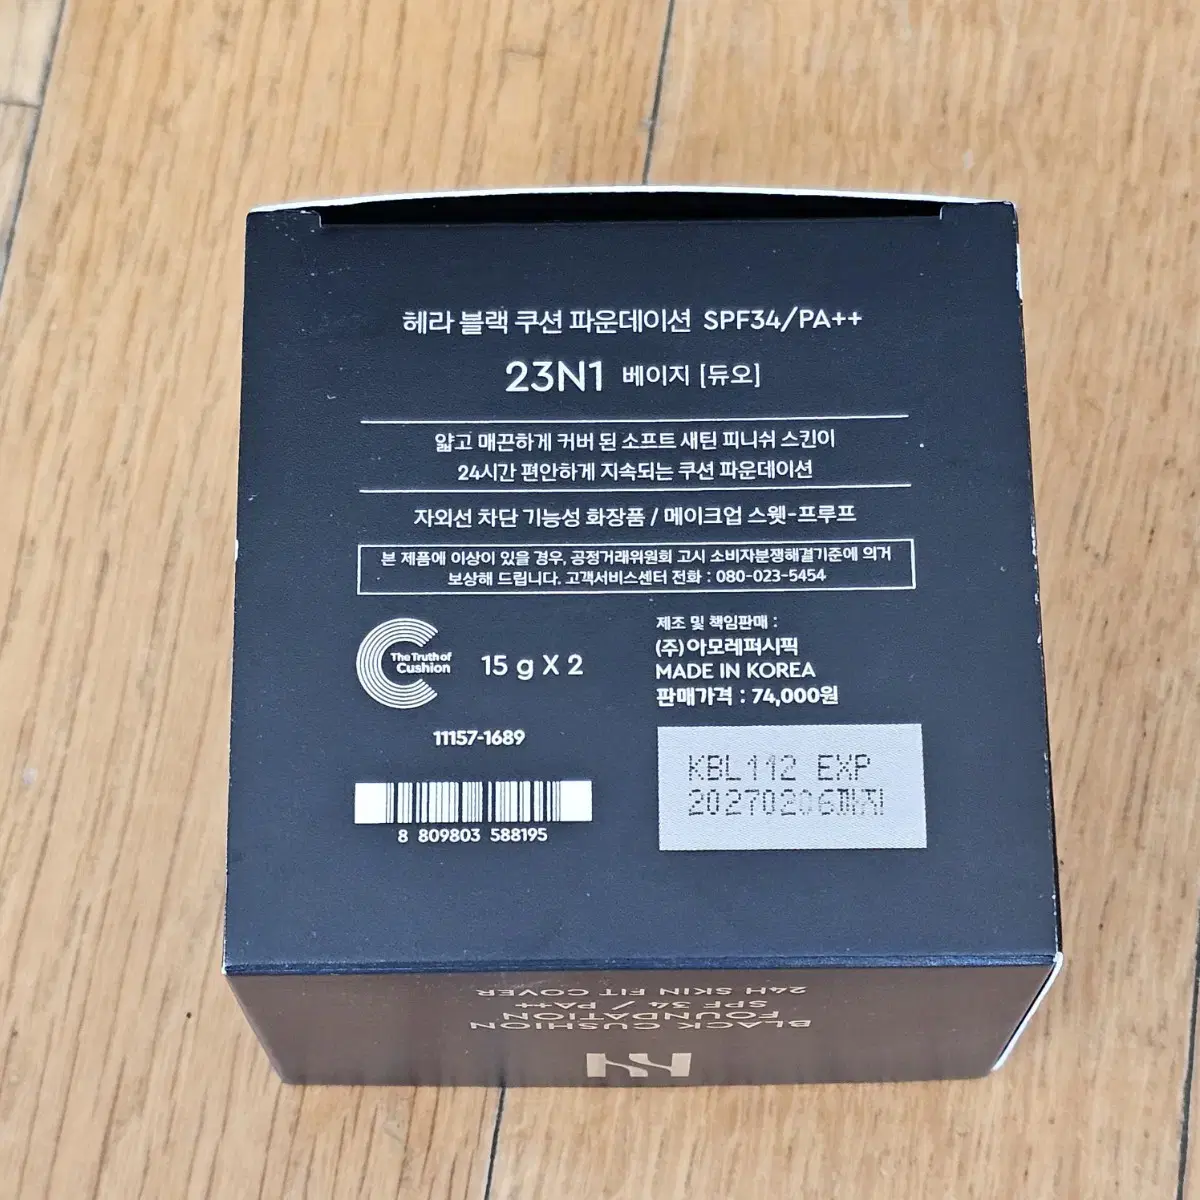 헤라 블랙 쿠션 파운데이션 SPF34/PA++
23N1 베이지 [듀오]
얇고 매끈하게 커버 된 소프트 새틴 피니쉬 스킨이
24시간 편안하게 지속되는 쿠션 파운데이션
자외선 차단 기능성 화장품 / 메이크업 스웻-프루프
본 제품에 이상이 있을 경우, 공정거래위원회 고시 소비자분쟁해결기준에 의거
보상해 드립니다. 고객서비스센터 전화 : 080-023-5454
The Truth of
Cushion
15 g X 2
11157-1689
8 809803 588195
제조 및 책임판매 :
(주)아모레퍼시픽
MADE IN KOREA
판매가격 : 74,000원
KBL112 EXP
20270206까지
BLACK CUSHION
FOUNDATION
SPF 34 / PA++
24H SKIN FIT COVER